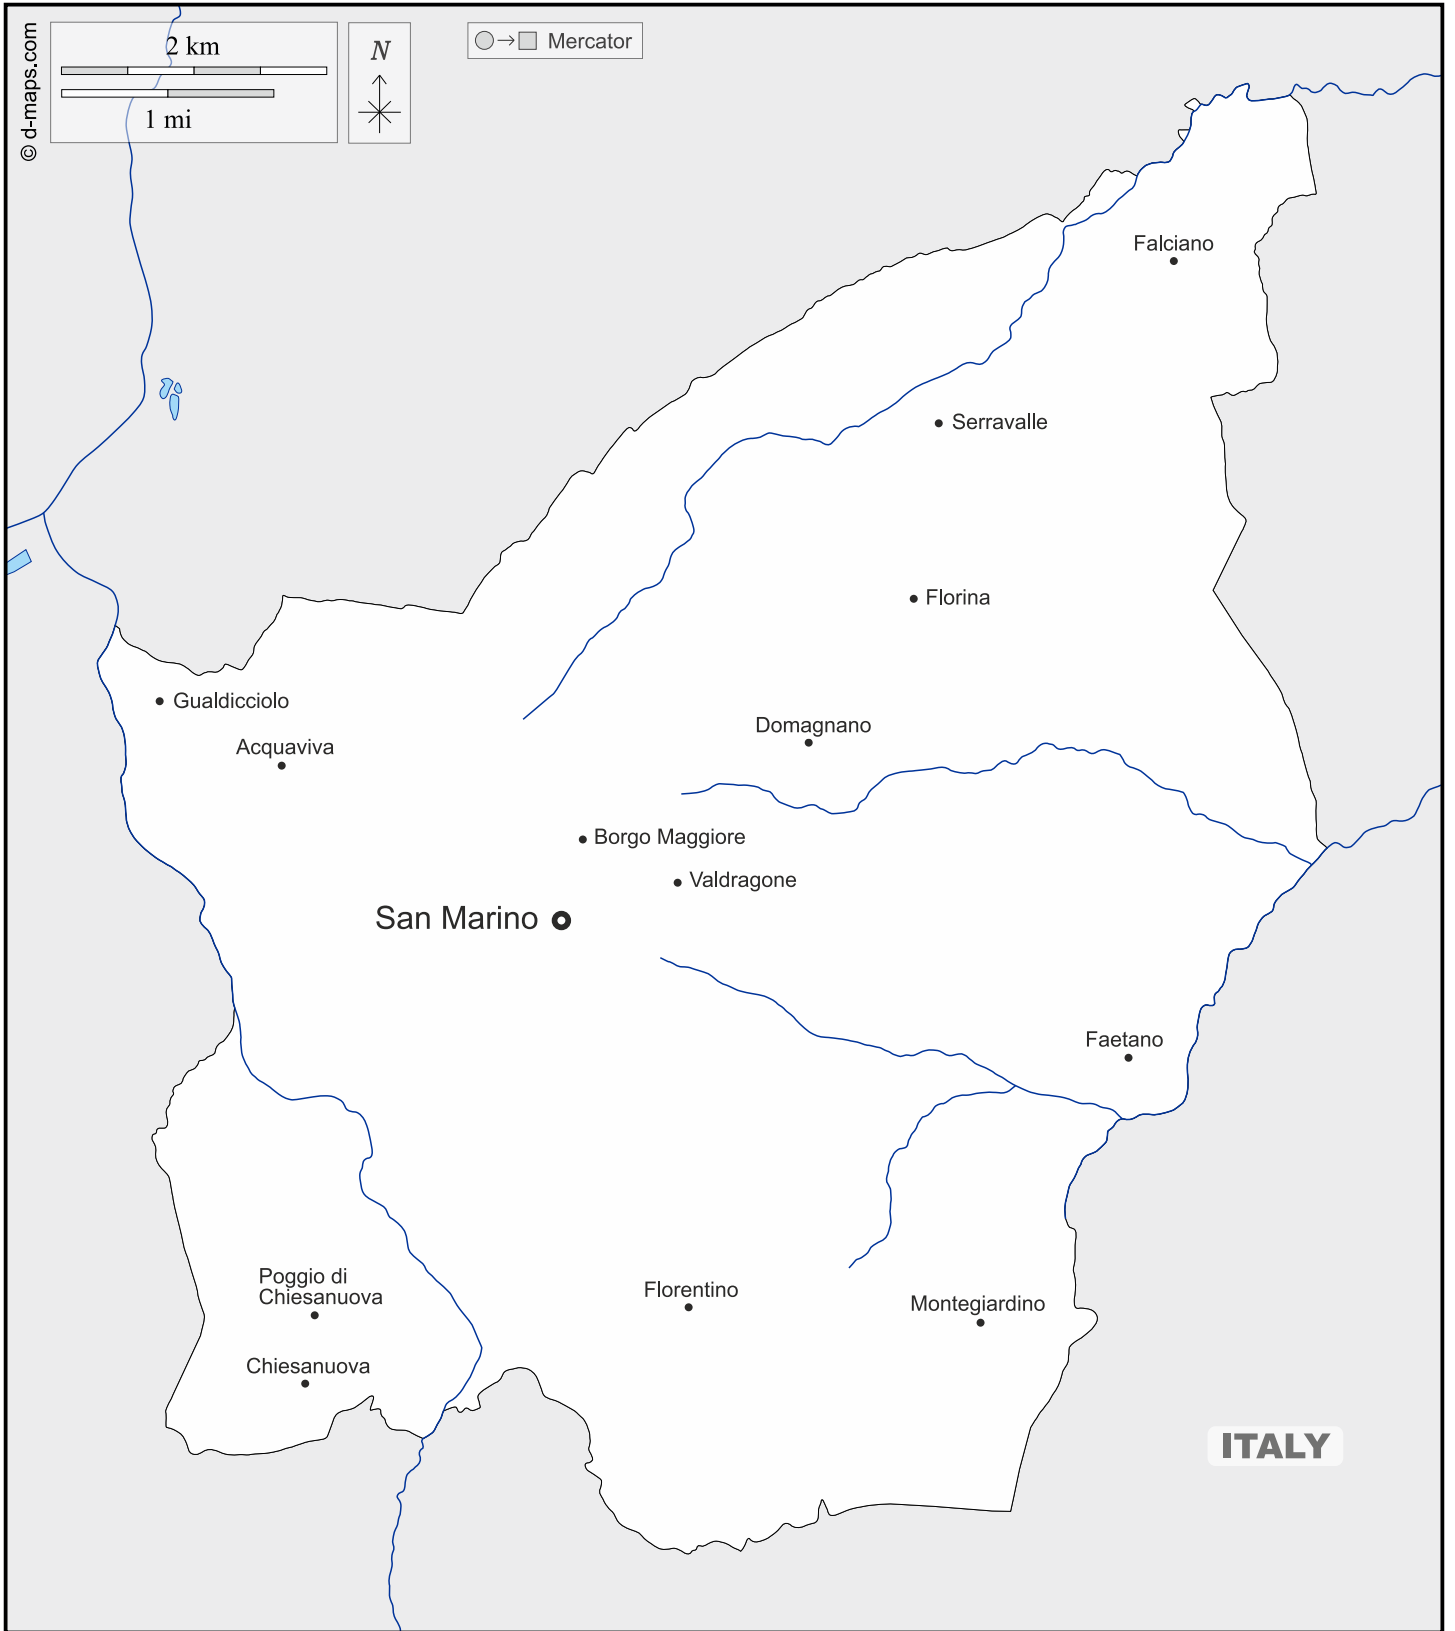 © d-maps.com
2 km
1 mi
N
Mercator
Falciano
Serravalle
Florina
Gualdicciolo
Domagnano
Acquaviva
Borgo Maggiore
Valdragone
San Marino
Faetano
Poggio di
Chiesanuova
Florentino
Montegiardino
Chiesanuova
ITALY